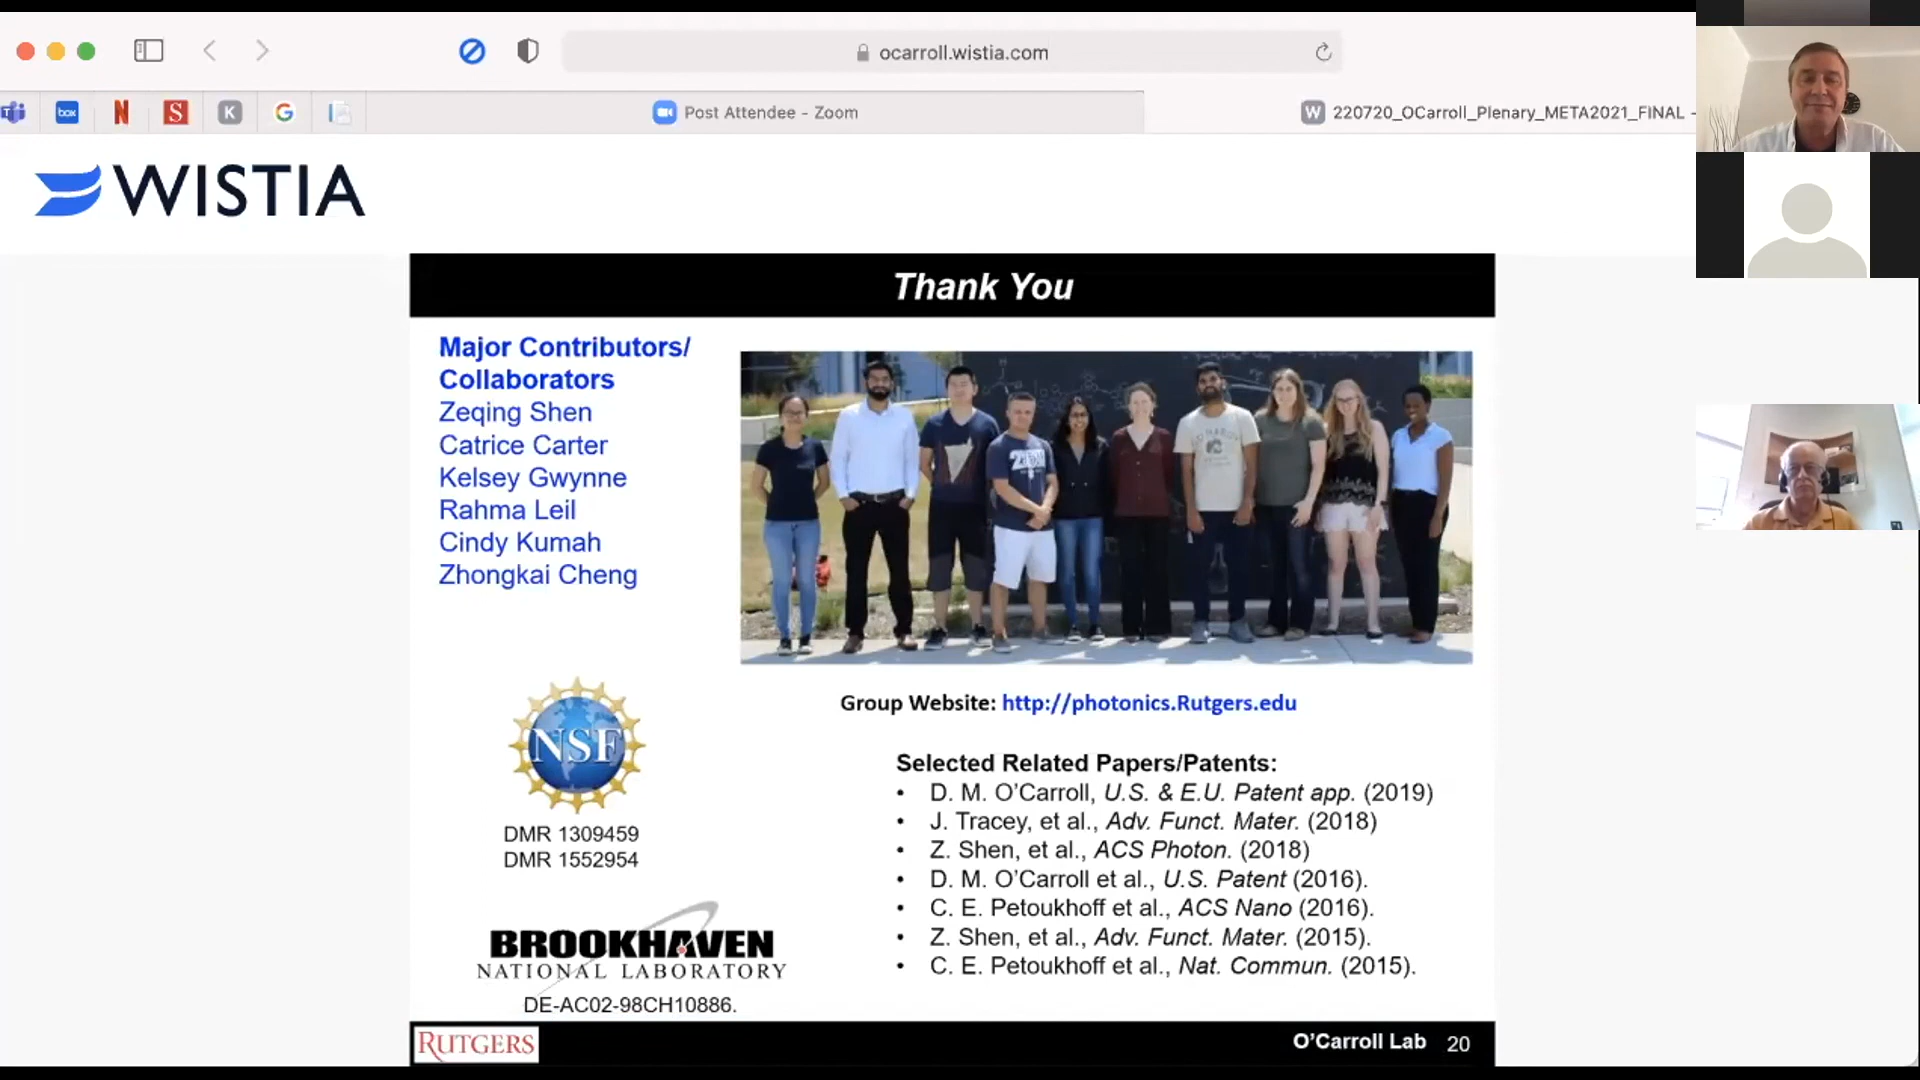 ocarroll.wistia.com
box
N
S
K
G
Post Attendee - Zoom
W
220720_OCarroll_Plenary_META2021_FINAL -
WISTIA
Thank You
Major Contributors/
Collaborators
Zeqing Shen
Catrice Carter
Kelsey Gwynne
Rahma Leil
Cindy Kumah
Zhongkai Cheng
NSF
DMR 1309459
DMR 1552954
BROOKHAVEN
NATIONAL LABORATORY
DE-AC02-98CH10886.
Group Website: http://photonics.Rutgers.edu
Selected Related Papers/Patents:
• D. M. O’Carroll, U.S. & E.U. Patent app. (2019)
• J. Tracey, et al., Adv. Funct. Mater. (2018)
• Z. Shen, et al., ACS Photon. (2018)
• D. M. O’Carroll et al., U.S. Patent (2016).
• C. E. Petoukhoff et al., ACS Nano (2016).
• Z. Shen, et al., Adv. Funct. Mater. (2015).
• C. E. Petoukhoff et al., Nat. Commun. (2015).
RUTGERS
O’Carroll Lab 20